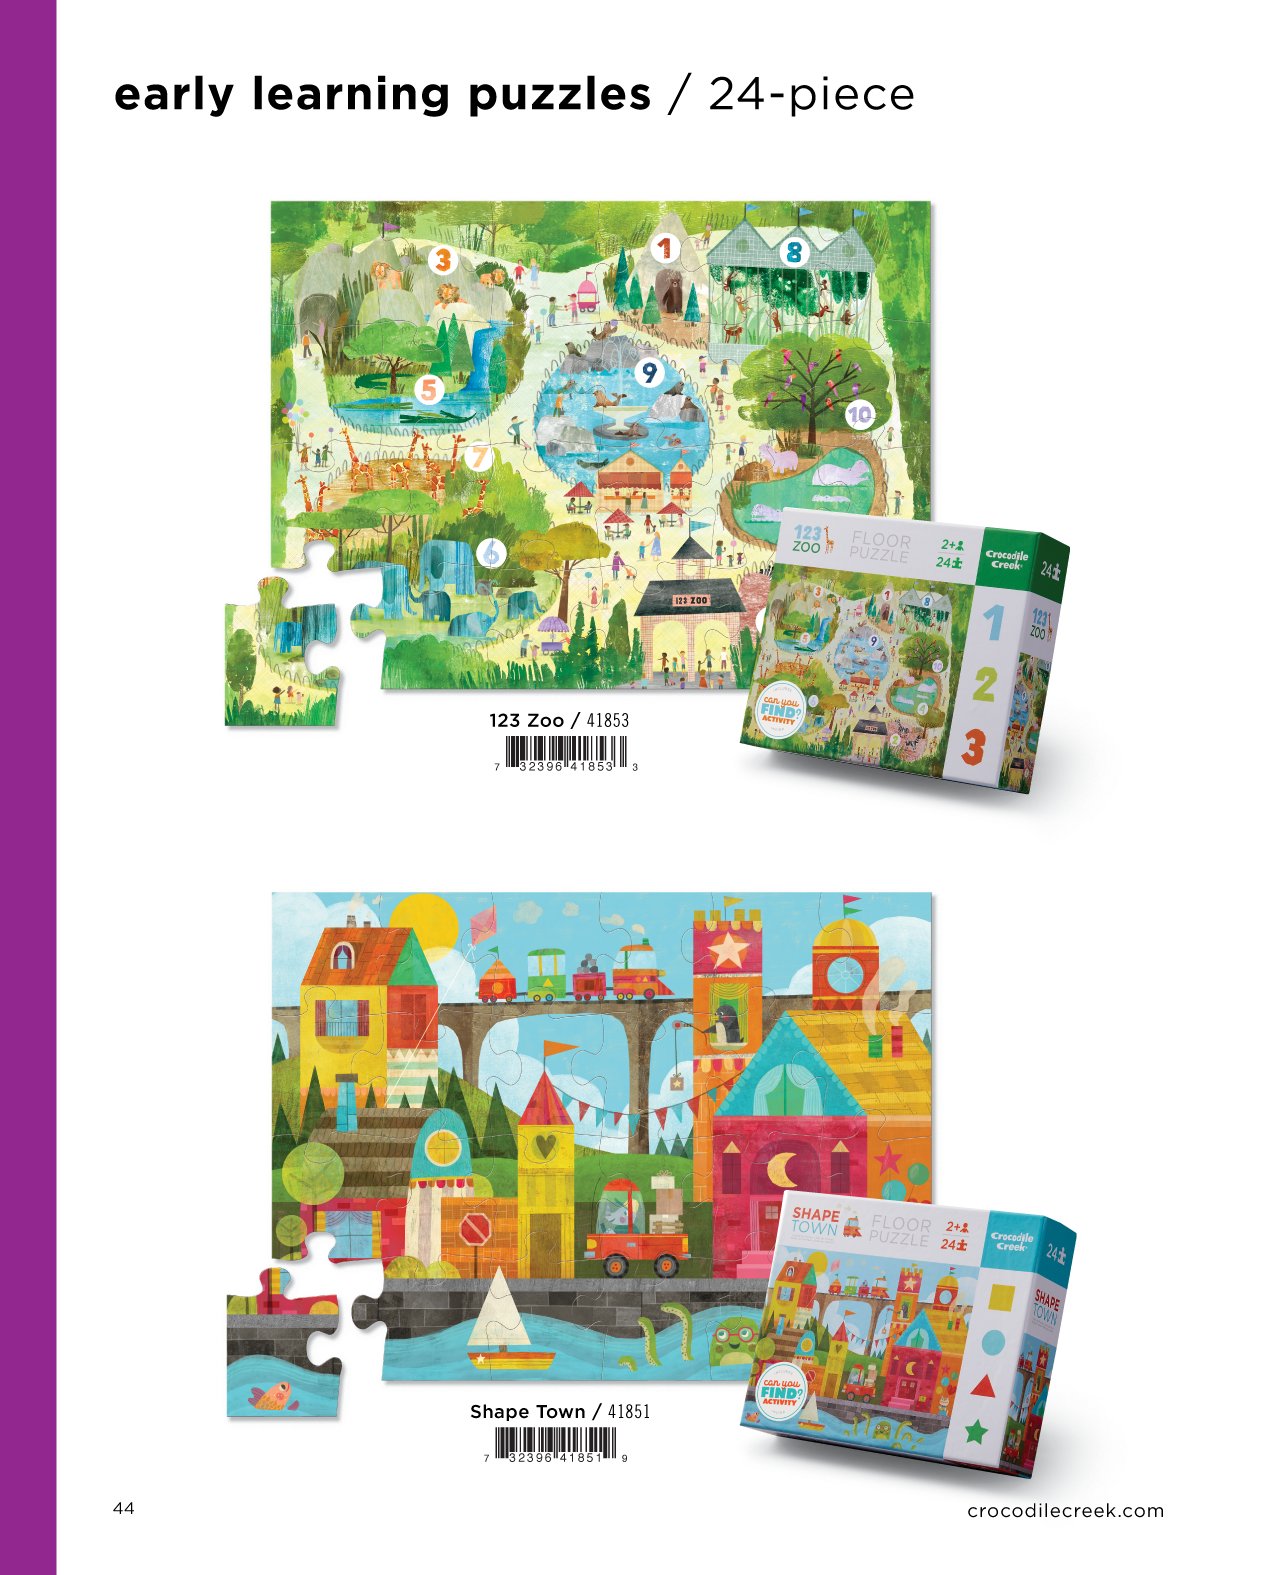 early learning puzzles / 24-piece
3
1
8
9
5
10
7
6
123 ZOO
123
ZOO
FLOOR
PUZZLE
2+
24
Crocodile
Creek
24
123
ZOO
1
2
3
can you
FIND?
ACTIVITY
123 Zoo / 41853
7 32396 41853 3
SHAPE
TOWN
FLOOR
PUZZLE
2+
24
Crocodile
Creek
24
SHAPE
TOWN
can you
FIND?
ACTIVITY
Shape Town / 41851
7 32396 41851 9
44
crocodilecreek.com